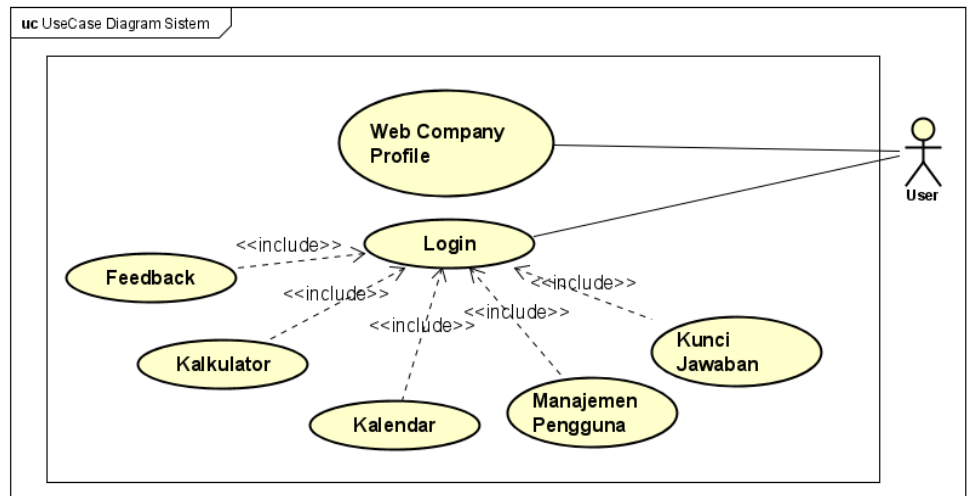 uc UseCase Diagram Sistem
Web Company
Profile
User
Login
<<include>>
Feedback
<<include>>
<<include>>
<<include>>
<<include>>
Kalkulator
Kalendar
Manajemen
Pengguna
Kunci
Jawaban